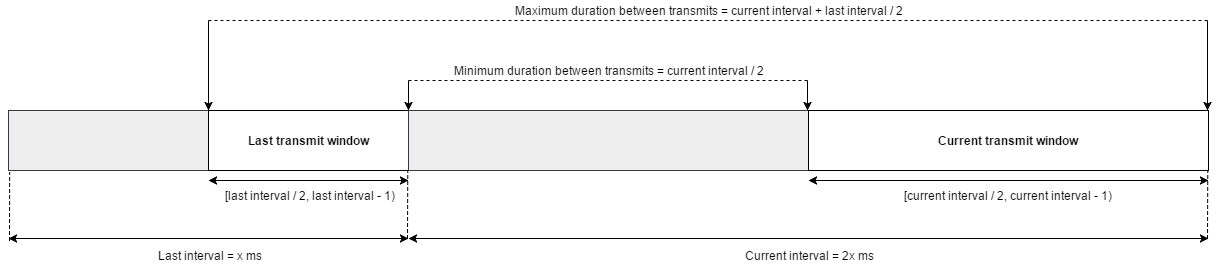 Maximum duration between transmits = current interval + last interval / 2
Minimum duration between transmits = current interval / 2
Last transmit window
Current transmit window
[last interval / 2, last interval - 1)
[current interval / 2, current interval - 1)
Last interval = x ms
Current interval = 2x ms